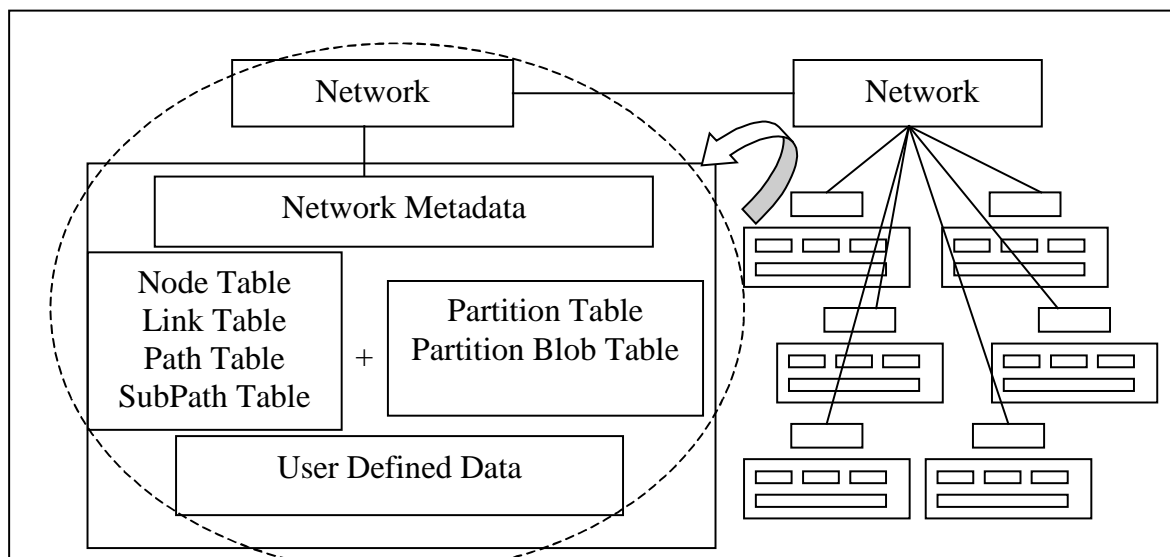 Network
Network
Network Metadata
Node Table
Link Table
Path Table
SubPath Table
+
Partition Table
Partition Blob Table
User Defined Data